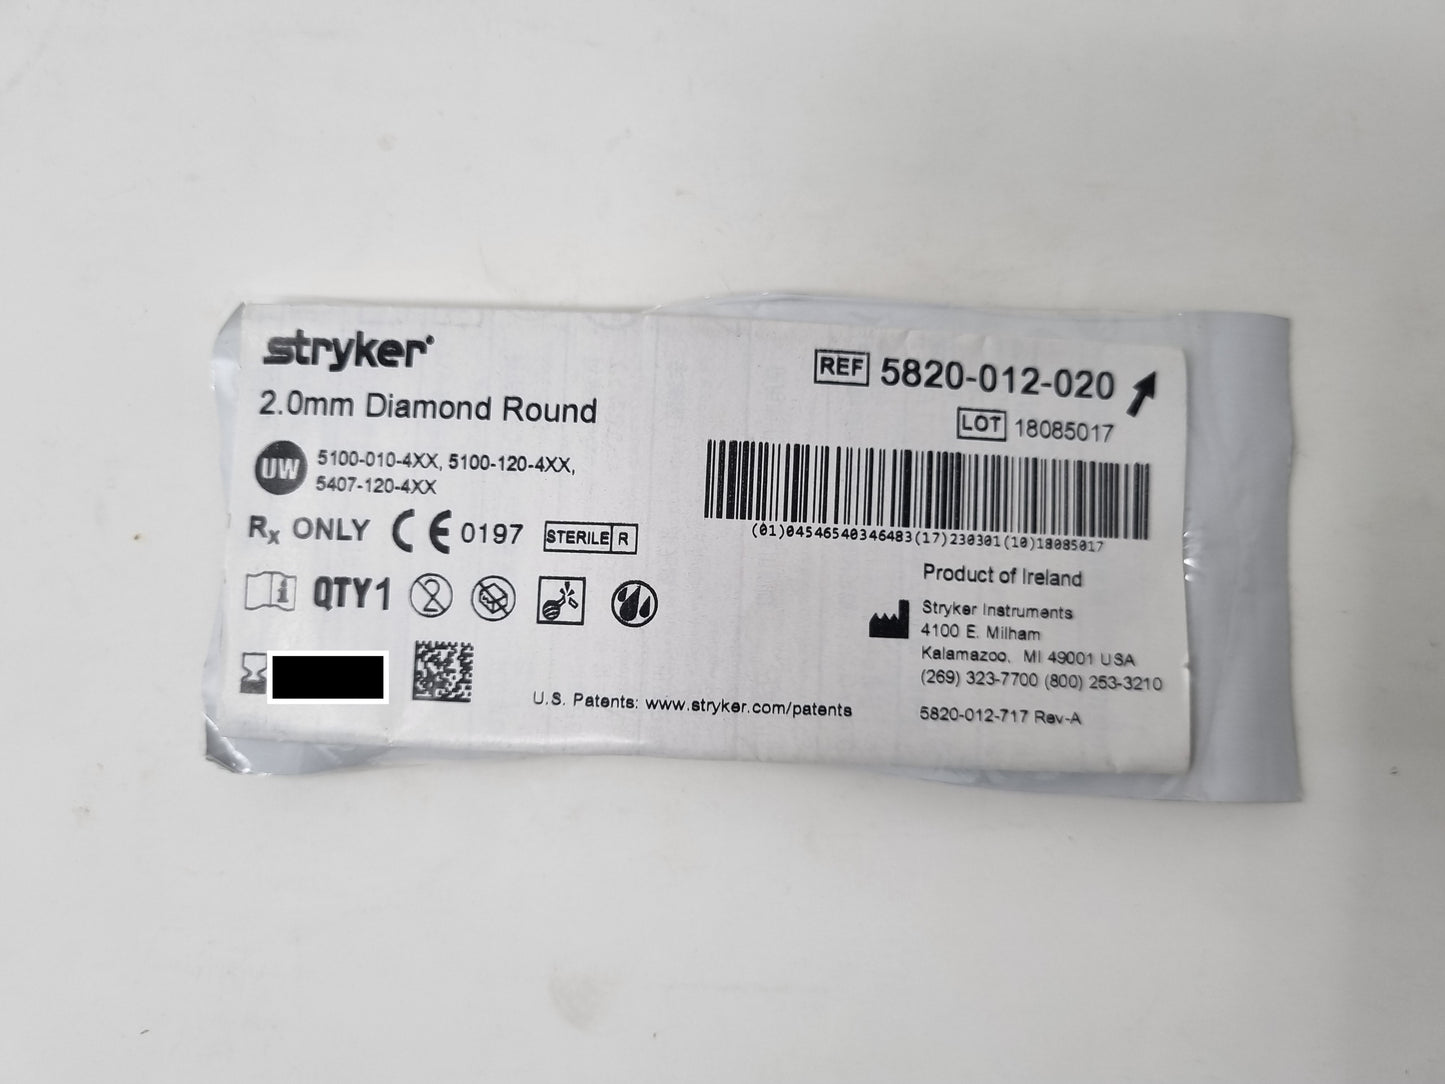 stryker®
2.0mm Diamond Round
UW 5100-010-4XX, 5100-120-4XX,
5407-120-4XX
Rx ONLY CE 0197 STERILE R
i QTY1 2
U.S. Patents: www.stryker.com/patents
REF 5820-012-020
LOT 18085017
(01)04546540346483(17)230301(10)18085017
Product of Ireland
Stryker Instruments
4100 E. Milham
Kalamazoo, MI 49001 USA
(269) 323-7700 (800) 253-3210
5820-012-717 Rev-A